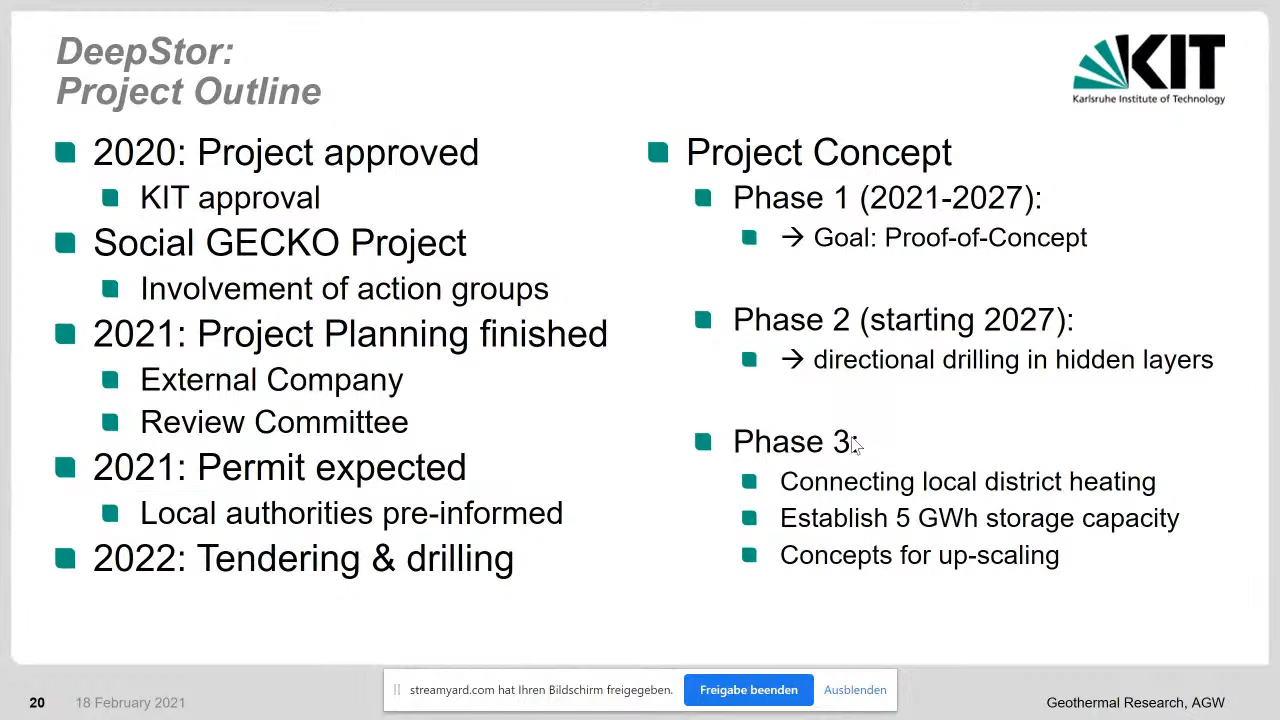 DeepStor:
Project Outline
KIT
Karlsruhe Institute of Technology
2020: Project approved
KIT approval
Social GECKO Project
Involvement of action groups
2021: Project Planning finished
External Company
Review Committee
2021: Permit expected
Local authorities pre-informed
2022: Tendering & drilling
Project Concept
Phase 1 (2021-2027):
→ Goal: Proof-of-Concept
Phase 2 (starting 2027):
→ directional drilling in hidden layers
Phase 3:
Connecting local district heating
Establish 5 GWh storage capacity
Concepts for up-scaling
20 18 February 2021
streamyard.com hat Ihren Bildschirm freigegeben. Freigabe beenden Ausblenden
Geothermal Research, AGW